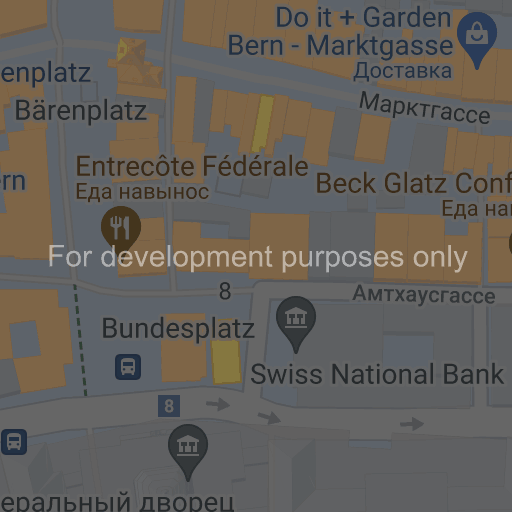 Do it + Garden
Bern - Marktgasse
Доставка
enplatz
Bärenplatz
Марктгассе
Entrecôte Fédérale
Еда навынос
rn
Beck Glatz Conf
Еда на
For development purposes only
8
Амтхаусгассе
Bundesplatz
Swiss National Bank
8
еральный дворец